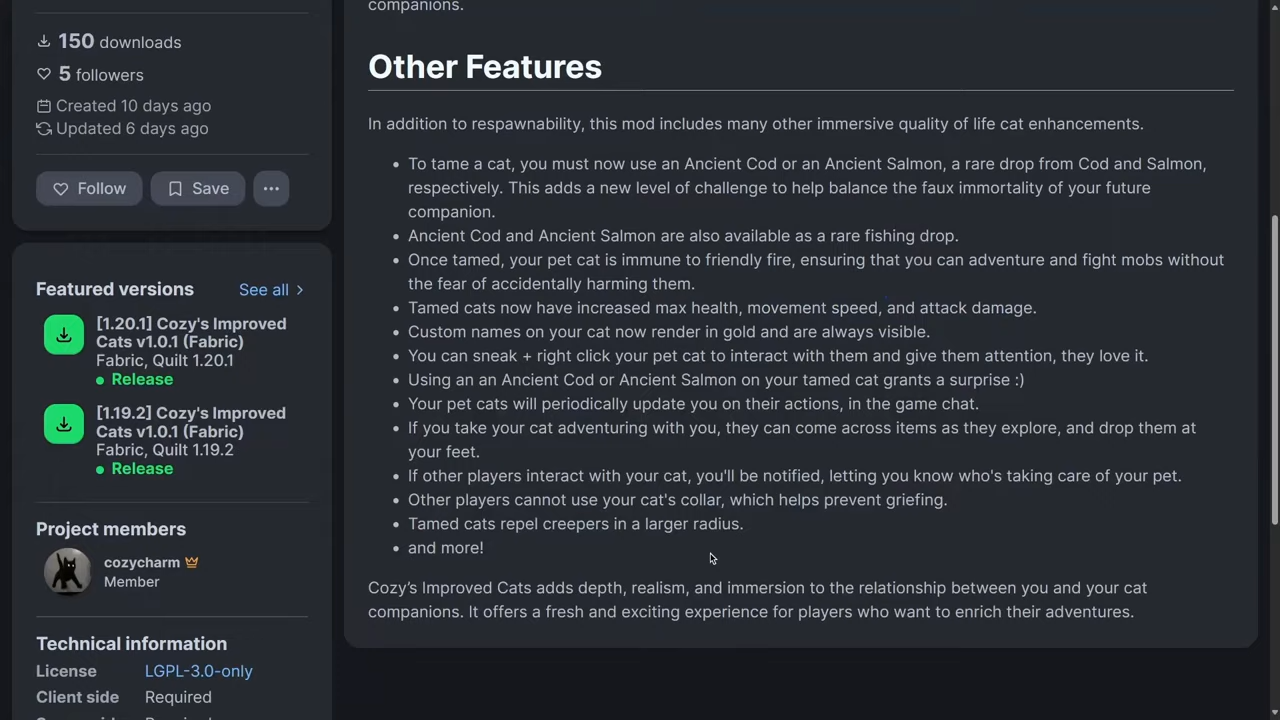 companions.
150 downloads
5 followers
Created 10 days ago
Updated 6 days ago
Follow
Save
Featured versions
See all
[1.20.1] Cozy's Improved
Cats v1.0.1 (Fabric)
Fabric, Quilt 1.20.1
Release
[1.19.2] Cozy's Improved
Cats v1.0.1 (Fabric)
Fabric, Quilt 1.19.2
Release
Project members
cozycharm
Member
Technical information
License LGPL-3.0-only
Client side Required
Other Features
In addition to respawnability, this mod includes many other immersive quality of life cat enhancements.
• To tame a cat, you must now use an Ancient Cod or an Ancient Salmon, a rare drop from Cod and Salmon,
respectively. This adds a new level of challenge to help balance the faux immortality of your future
companion.
• Ancient Cod and Ancient Salmon are also available as a rare fishing drop.
• Once tamed, your pet cat is immune to friendly fire, ensuring that you can adventure and fight mobs without
the fear of accidentally harming them.
• Tamed cats now have increased max health, movement speed, and attack damage.
• Custom names on your cat now render in gold and are always visible.
• You can sneak + right click your pet cat to interact with them and give them attention, they love it.
• Using an an Ancient Cod or Ancient Salmon on your tamed cat grants a surprise :)
• Your pet cats will periodically update you on their actions, in the game chat.
• If you take your cat adventuring with you, they can come across items as they explore, and drop them at
your feet.
• If other players interact with your cat, you'll be notified, letting you know who's taking care of your pet.
• Other players cannot use your cat's collar, which helps prevent griefing.
• Tamed cats repel creepers in a larger radius.
• and more!
Cozy's Improved Cats adds depth, realism, and immersion to the relationship between you and your cat
companions. It offers a fresh and exciting experience for players who want to enrich their adventures.